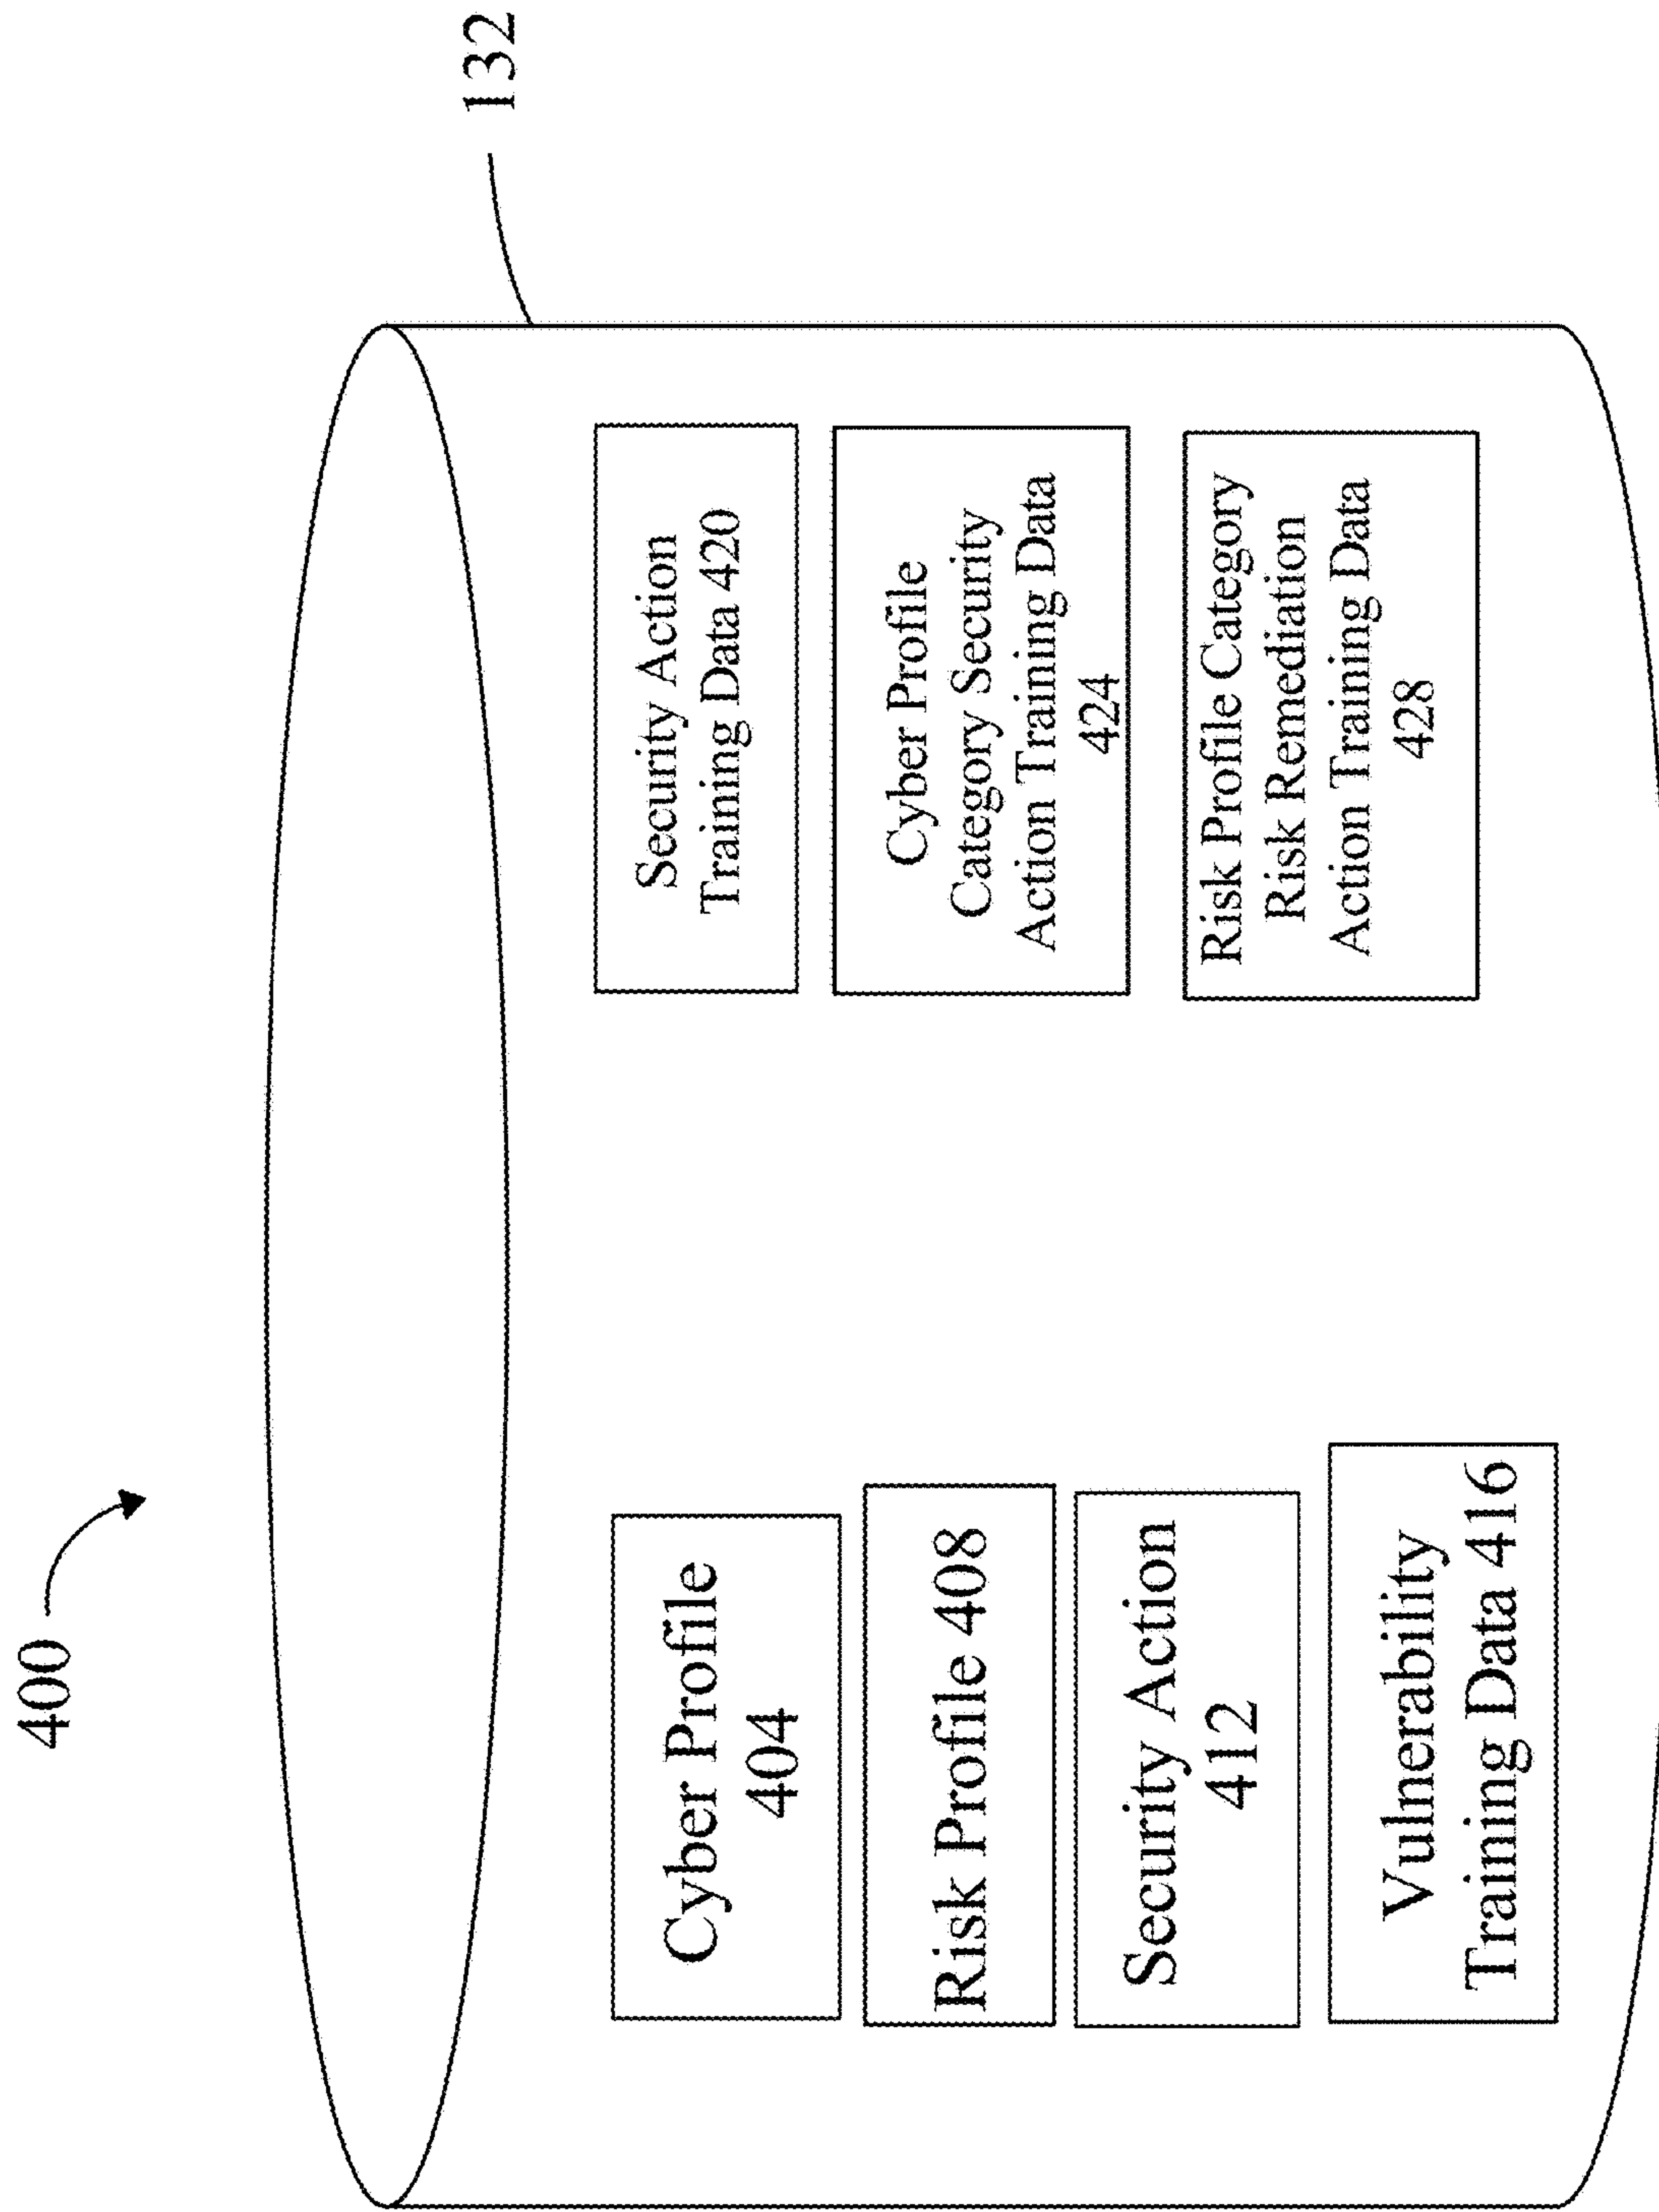 400
132
Cyber Profile
404
Risk Profile 408
Security Action
412
Vulnerability
Training Data 416
Security Action
Training Data 420
Cyber Profile
Category Security
Action Training Data
424
Risk Profile Category
Risk Remediation
Action Training Data
428